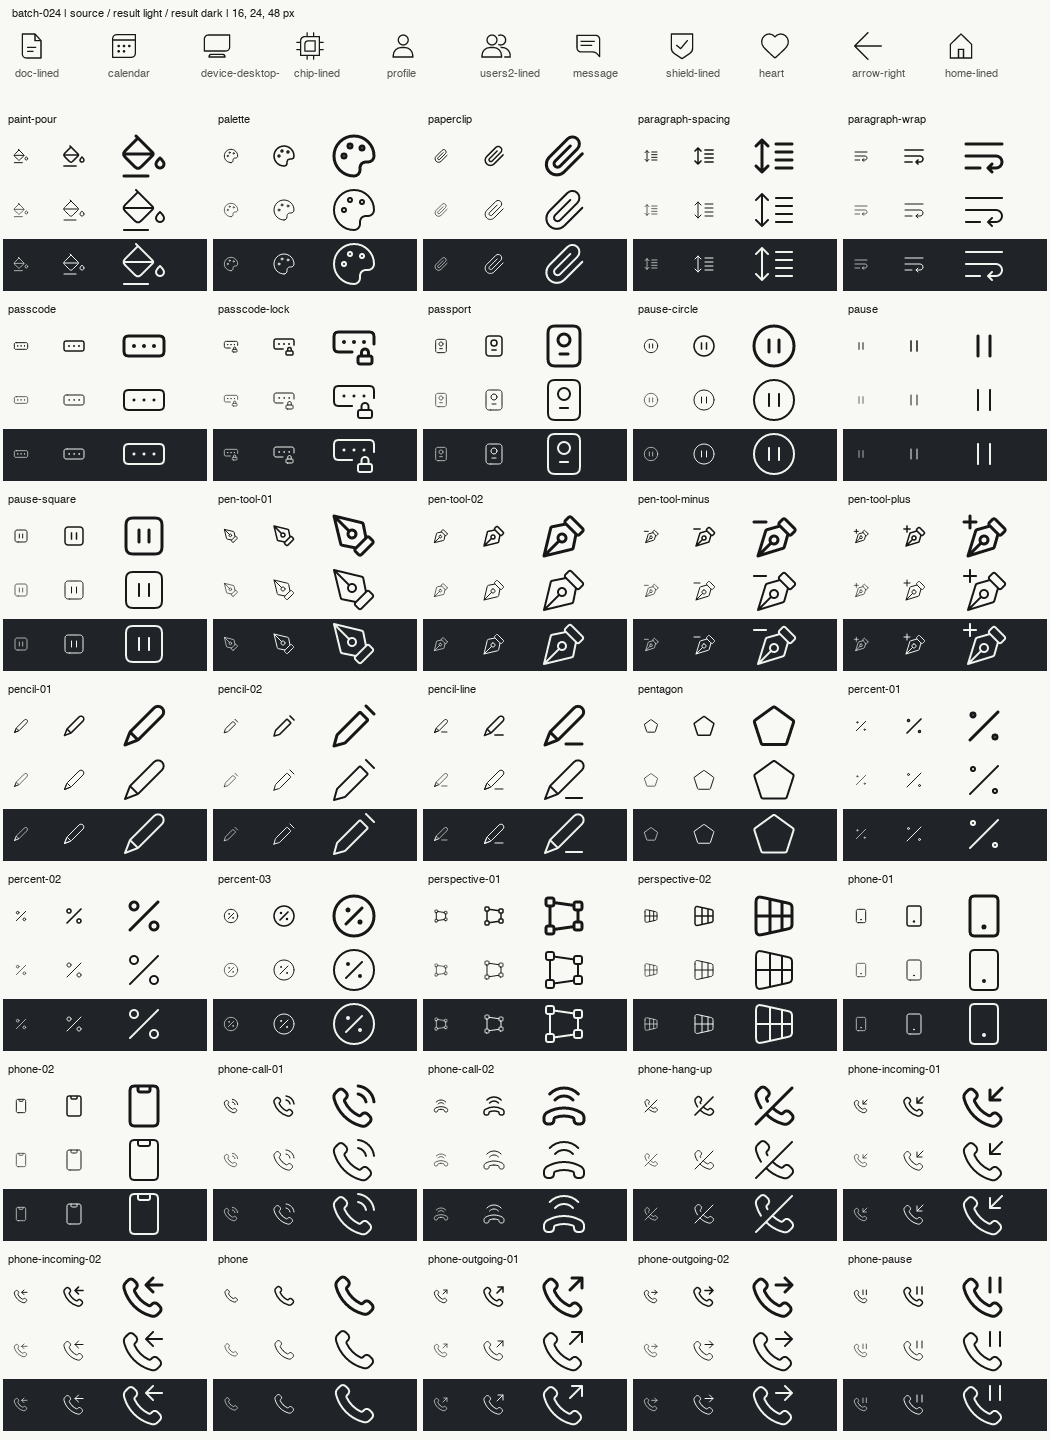 batch-024 | source / result light / result dark | 16, 24, 48 px
doc-lined calendar device-desktop- chip-lined profile users2-lined message shield-lined heart arrow-right home-lined
paint-pour palette paperclip paragraph-spacing paragraph-wrap
passcode passcode-lock passport pause-circle pause
pause-square pen-tool-01 pen-tool-02 pen-tool-minus pen-tool-plus
pencil-01 pencil-02 pencil-line pentagon percent-01
percent-02 percent-03 perspective-01 perspective-02 phone-01
phone-02 phone-call-01 phone-call-02 phone-hang-up phone-incoming-01
phone-incoming-02 phone phone-outgoing-01 phone-outgoing-02 phone-pause